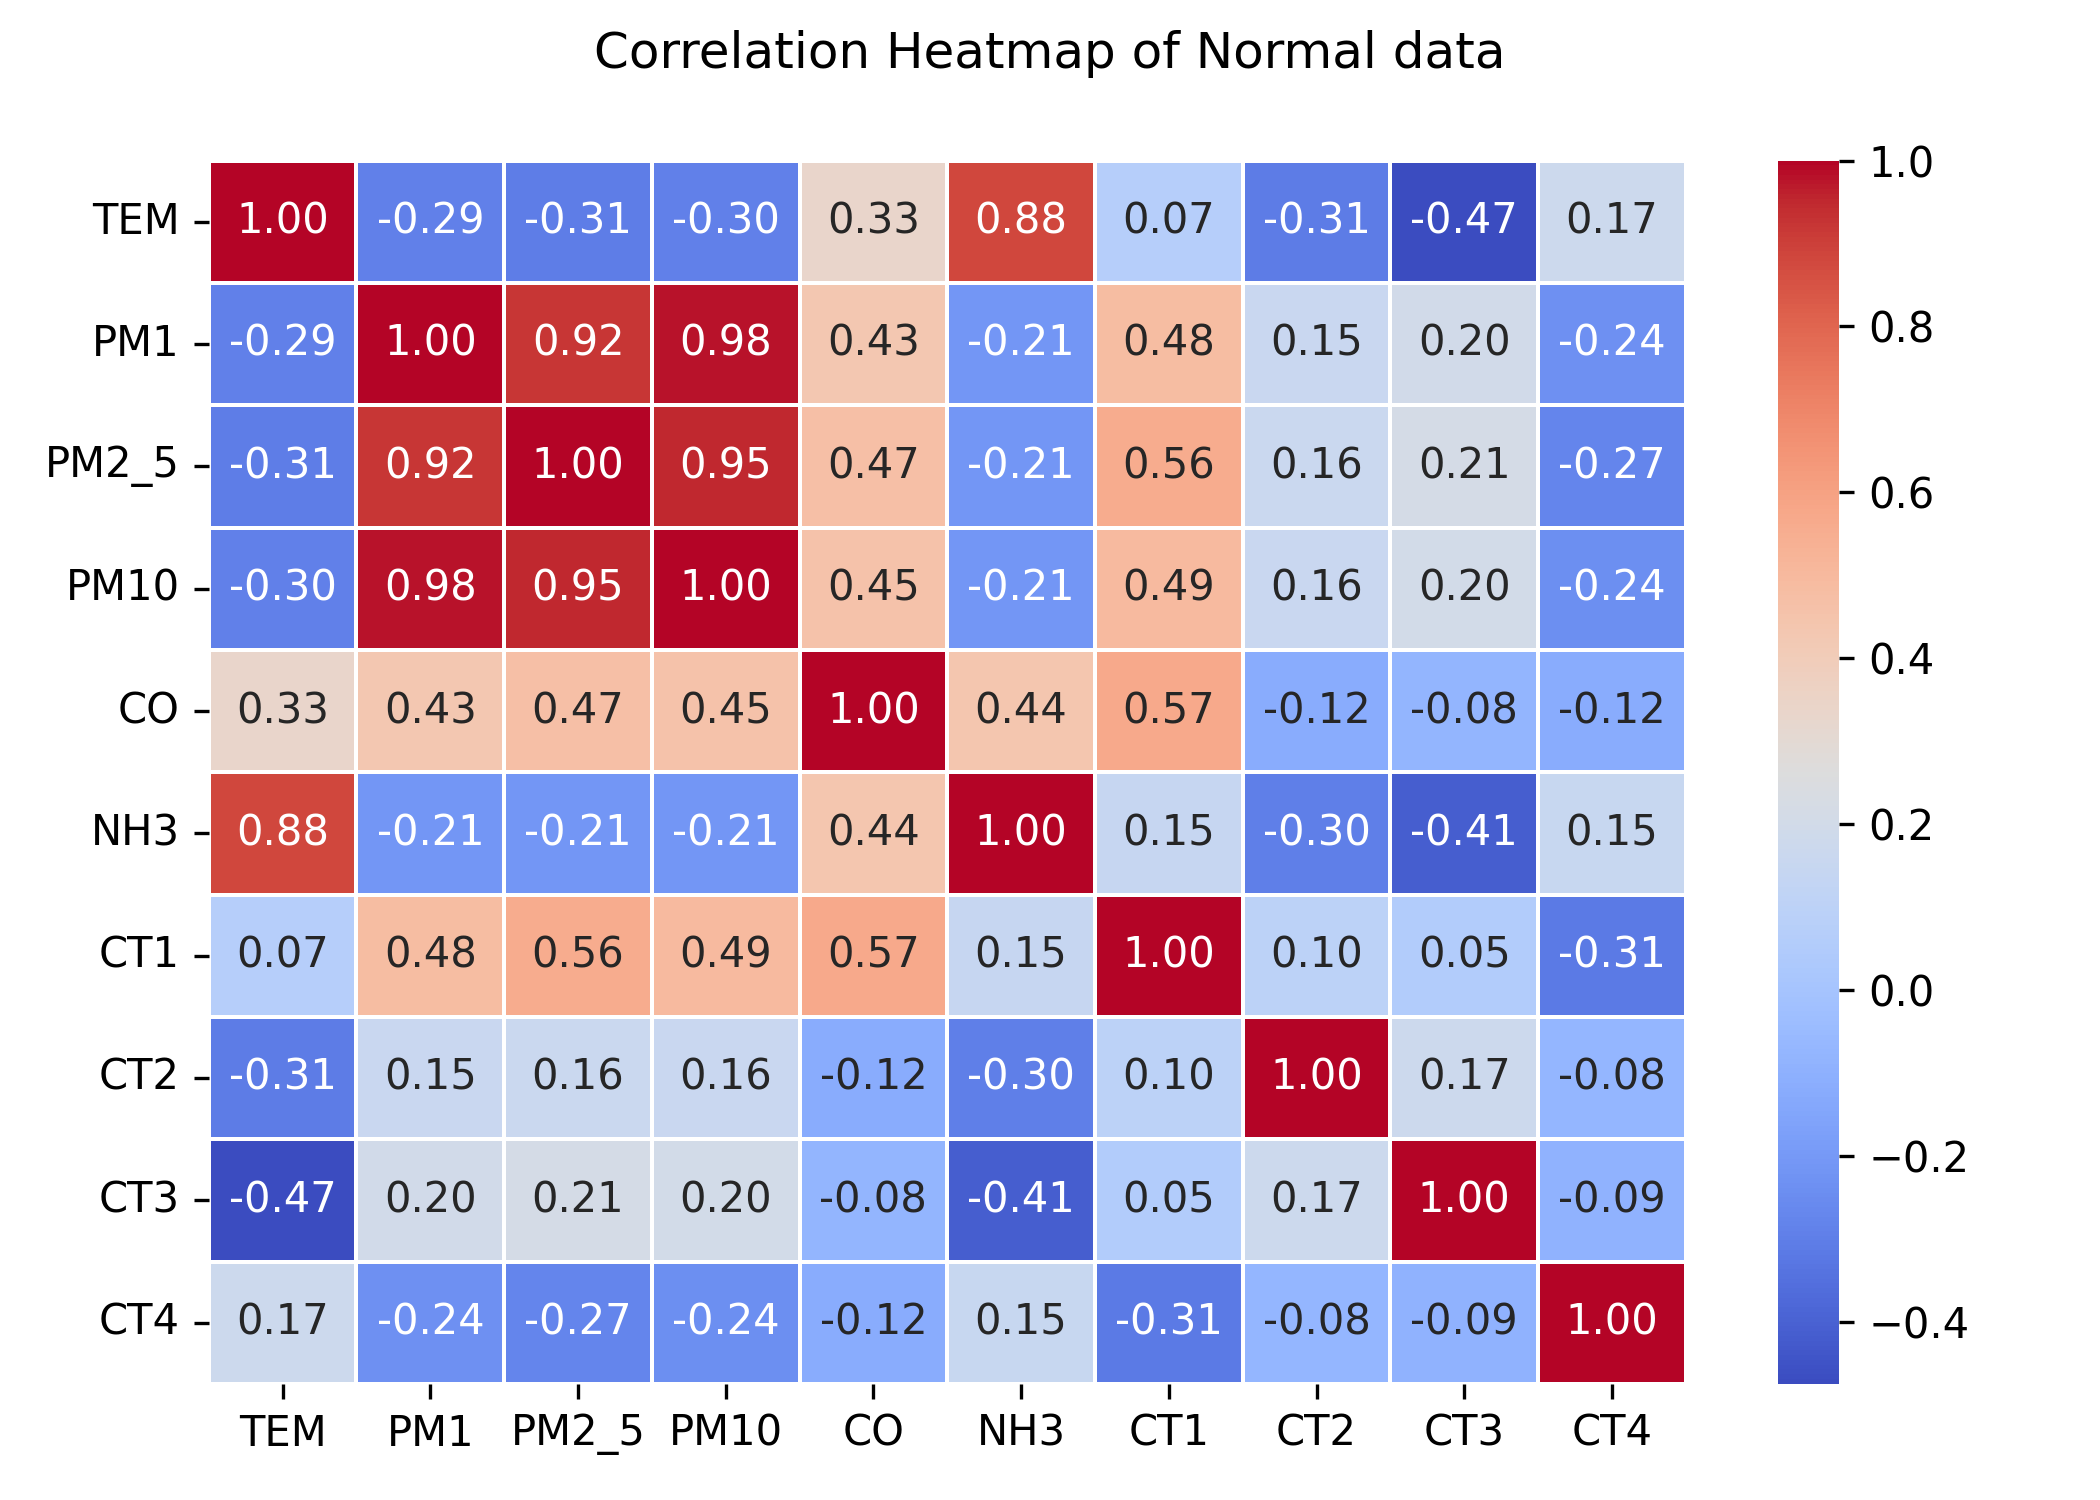 Correlation Heatmap of Normal data
TEM 1.00 -0.29 -0.31 -0.30 0.33 0.88 0.07 -0.31 -0.47 0.17
PM1 -0.29 1.00 0.92 0.98 0.43 -0.21 0.48 0.15 0.20 -0.24
PM2_5 -0.31 0.92 1.00 0.95 0.47 -0.21 0.56 0.16 0.21 -0.27
PM10 -0.30 0.98 0.95 1.00 0.45 -0.21 0.49 0.16 0.20 -0.24
CO 0.33 0.43 0.47 0.45 1.00 0.44 0.57 -0.12 -0.08 -0.12
NH3 0.88 -0.21 -0.21 -0.21 0.44 1.00 0.15 -0.30 -0.41 0.15
CT1 0.07 0.48 0.56 0.49 0.57 0.15 1.00 0.10 0.05 -0.31
CT2 -0.31 0.15 0.16 0.16 -0.12 -0.30 0.10 1.00 0.17 -0.08
CT3 -0.47 0.20 0.21 0.20 -0.08 -0.41 0.05 0.17 1.00 -0.09
CT4 0.17 -0.24 -0.27 -0.24 -0.12 0.15 -0.31 -0.08 -0.09 1.00
TEM PM1 PM2_5 PM10 CO NH3 CT1 CT2 CT3 CT4
1.0
0.8
0.6
0.4
0.2
0.0
−0.2
−0.4